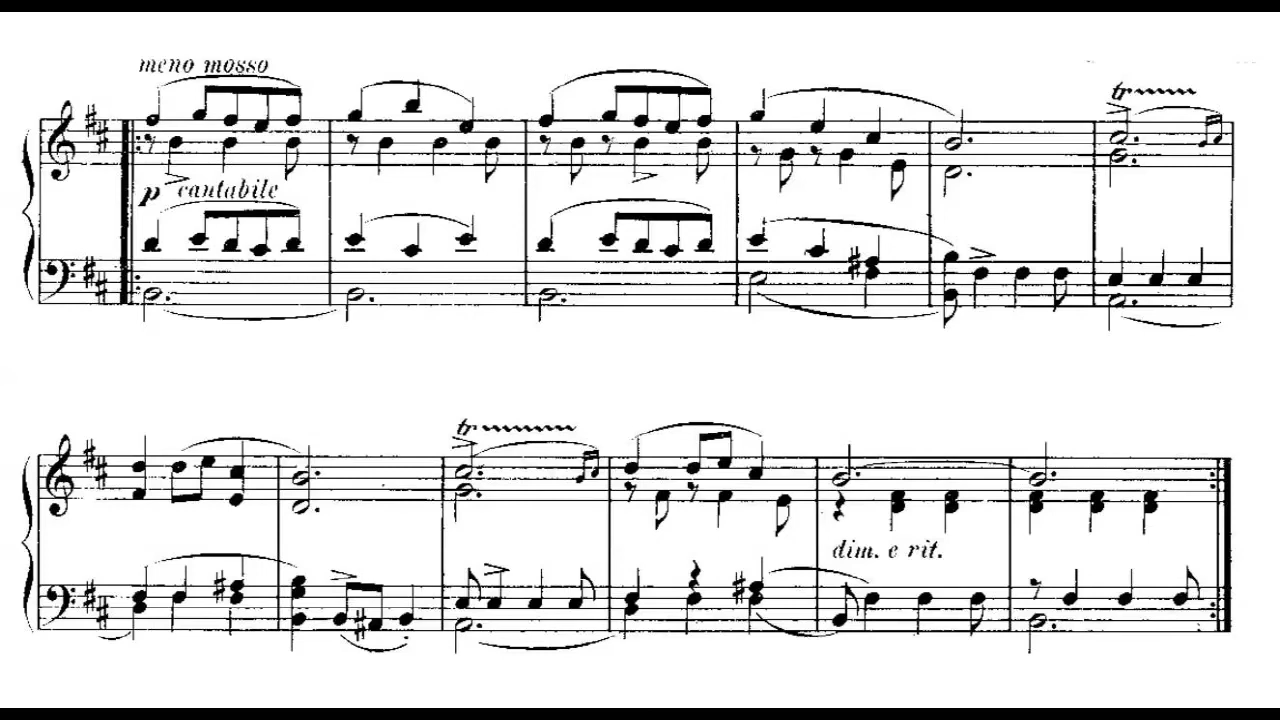 meno mosso
tr
p cantabile
tr
dim. e rit.